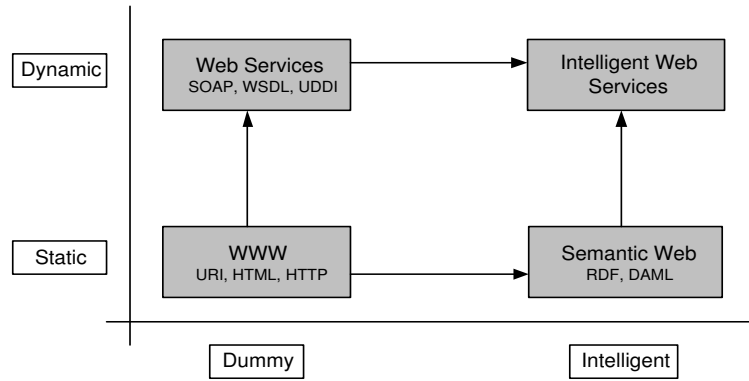 Dynamic
Web Services
SOAP, WSDL, UDDI
Intelligent Web
Services
Static
WWW
URI, HTML, HTTP
Semantic Web
RDF, DAML
Dummy
Intelligent